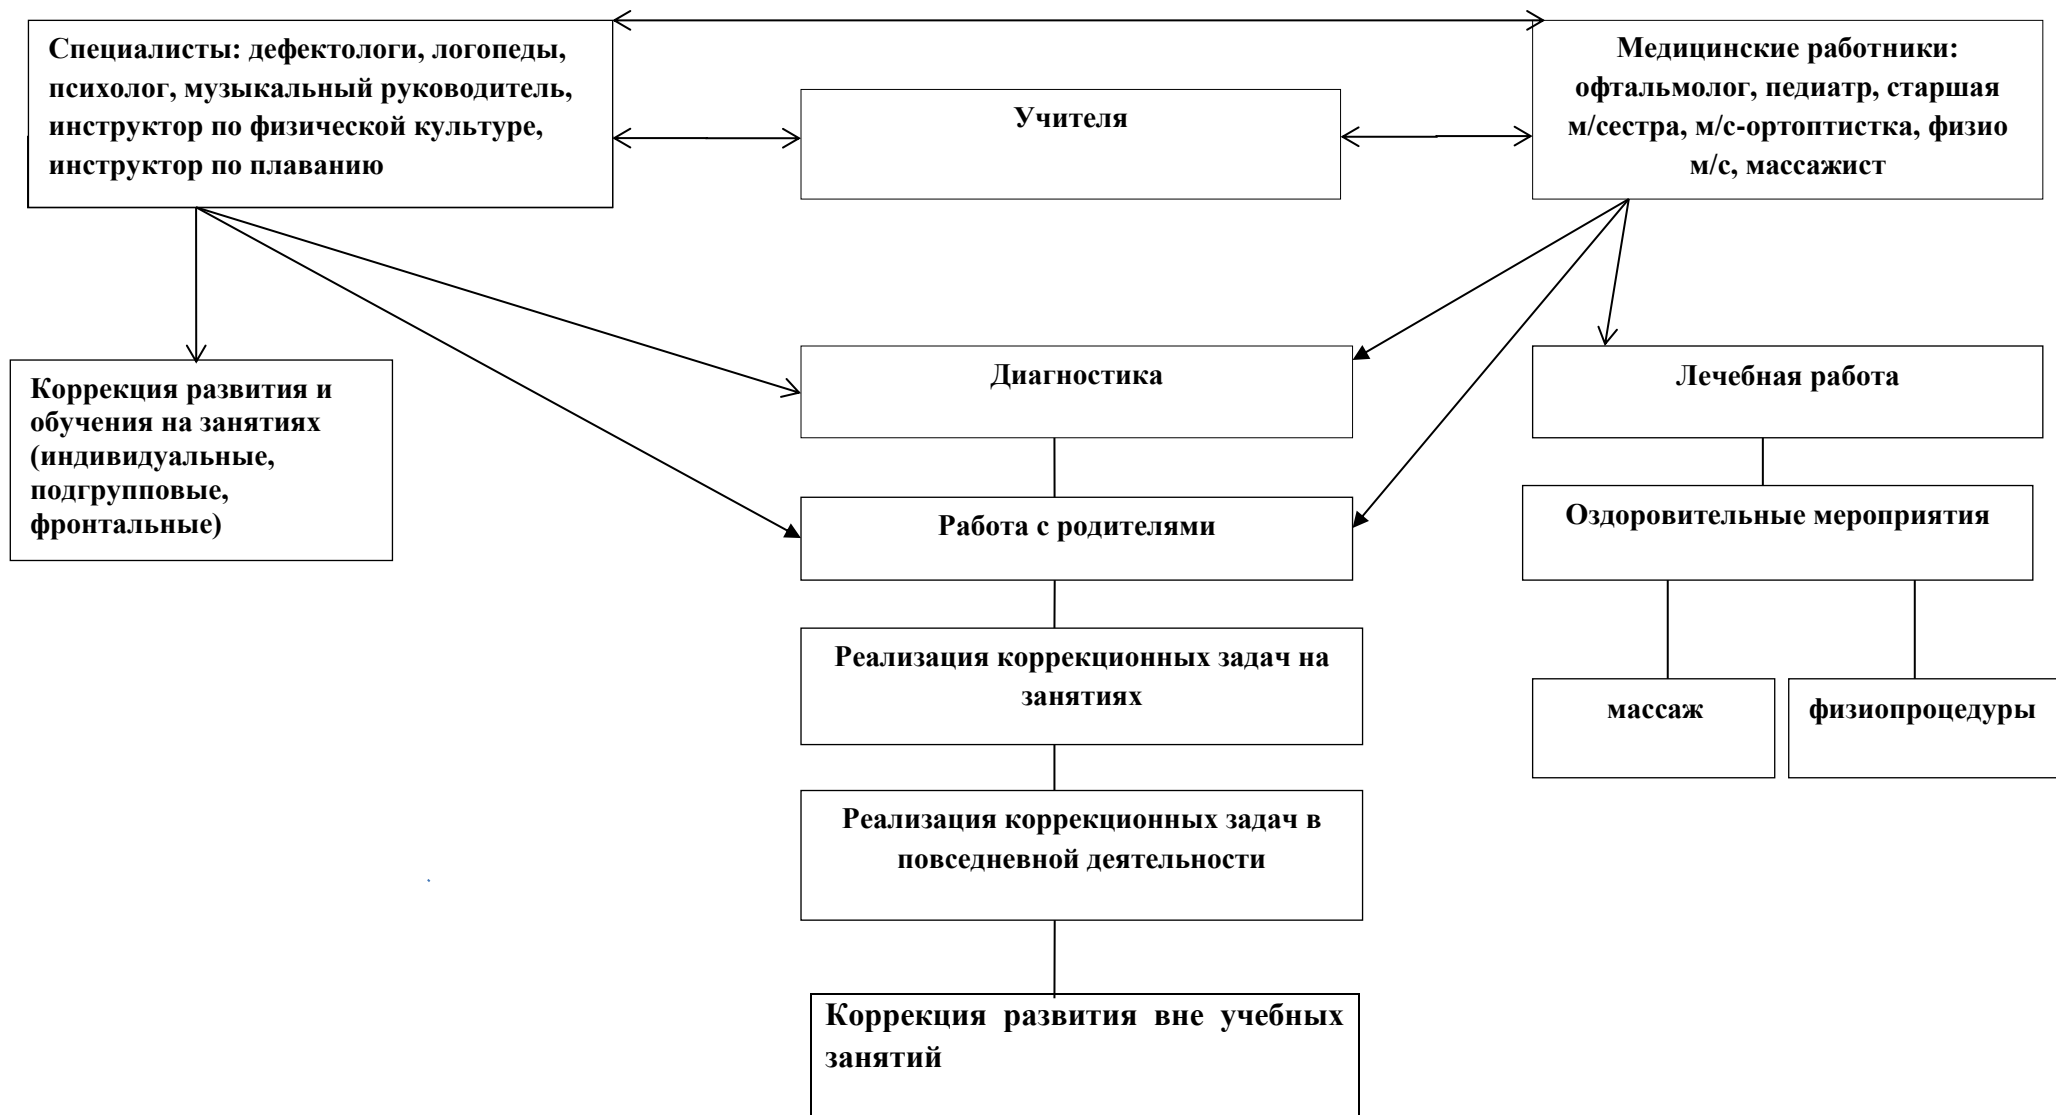 Специалисты: дефектологи, логопеды,
психолог, музыкальный руководитель,
инструктор по физической культуре,
инструктор по плаванию
Учителя
Медицинские работники:
офтальмолог, педиатр, старшая
м/сестра, м/с-ортоптистка, физио
м/с, массажист
Коррекция развития и
обучения на занятиях
(индивидуальные,
подгрупповые,
фронтальные)
Диагностика
Лечебная работа
Работа с родителями
Оздоровительные мероприятия
Реализация коррекционных задач на
занятиях
массаж
физиопроцедуры
Реализация коррекционных задач в
повседневной деятельности
Коррекция развития вне учебных
занятий